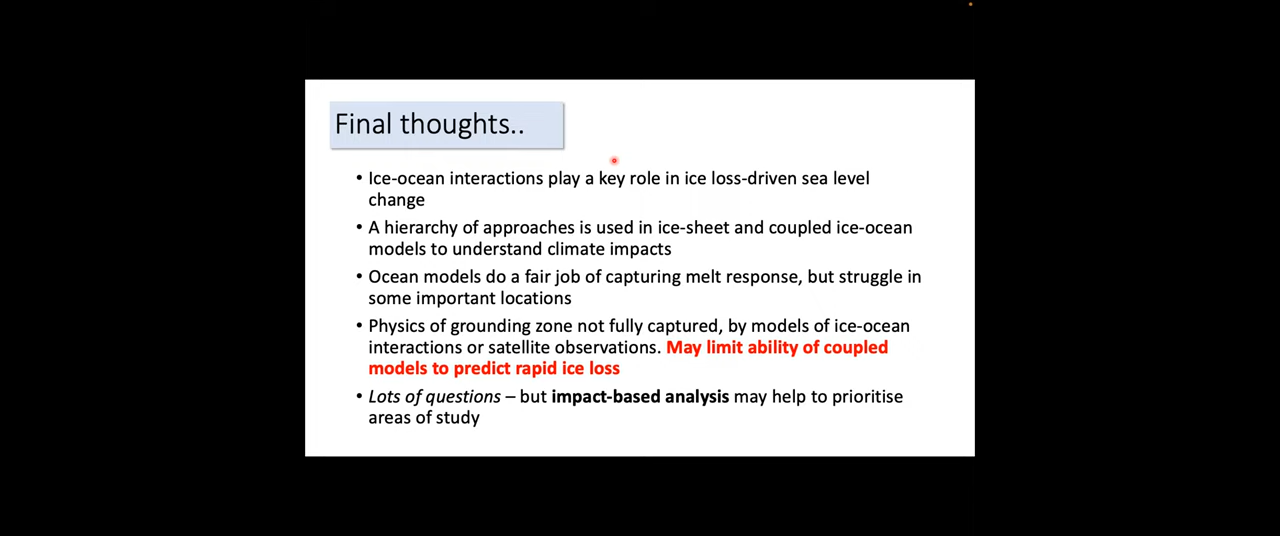 Final thoughts..
• Ice-ocean interactions play a key role in ice loss-driven sea level
change
• A hierarchy of approaches is used in ice-sheet and coupled ice-ocean
models to understand climate impacts
• Ocean models do a fair job of capturing melt response, but struggle in
some important locations
• Physics of grounding zone not fully captured, by models of ice-ocean
interactions or satellite observations. May limit ability of coupled
models to predict rapid ice loss
• Lots of questions – but impact-based analysis may help to prioritise
areas of study